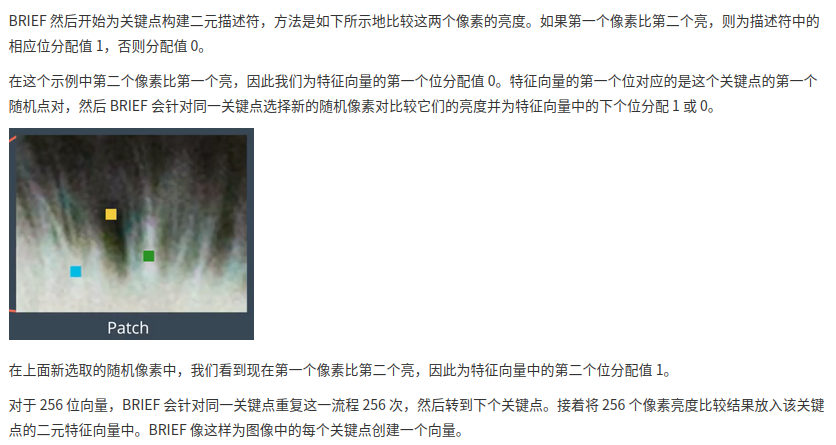 BRIEF 然后开始为关键点构建二元描述符，方法是如下所示地比较这两个像素的亮度。如果第一个像素比第二个亮，则为描述符中的
相应位分配值 1，否则分配值 0。
在这个示例中第二个像素比第一个亮，因此我们为特征向量的第一个位分配值 0。特征向量的第一个位对应的是这个关键点的第一个
随机点对，然后 BRIEF 会针对同一关键点选择新的随机像素对比较它们的亮度并为特征向量中的下个位分配 1 或 0。
Patch
在上面新选取的随机像素中，我们看到现在第一个像素比第二个亮，因此为特征向量中的第二个位分配值 1。
对于 256 位向量，BRIEF 会针对同一关键点重复这一流程 256 次，然后转到下个关键点。接着将 256 个像素亮度比较结果放入该关键
点的二元特征向量中。BRIEF 像这样为图像中的每个关键点创建一个向量。